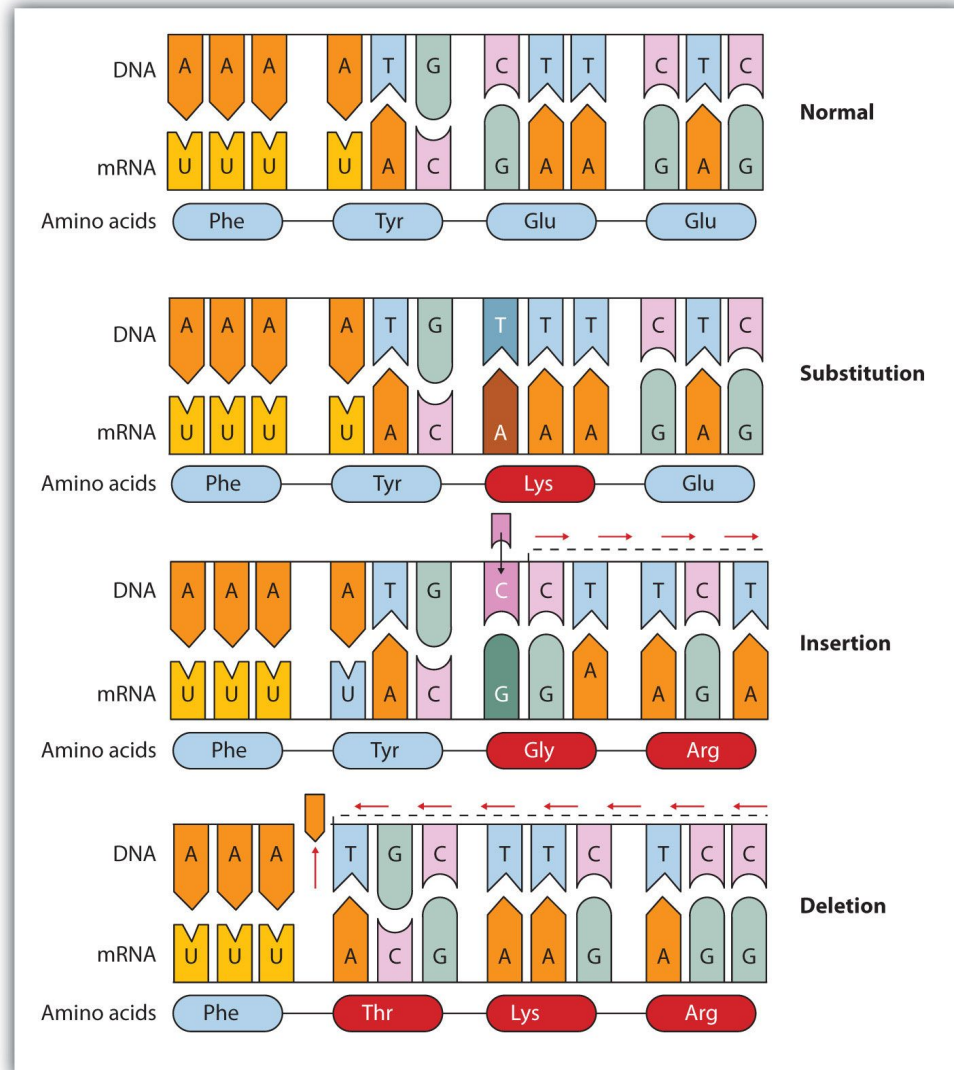 DNA A A A A T G C T T C T C
Normal
mRNA U U U U A C G A A G A G
Amino acids Phe Tyr Glu Glu
DNA A A A A T G T T T C T C
Substitution
mRNA U U U U A C A A A G A G
Amino acids Phe Tyr Lys Glu
DNA A A A A T G C C T T C T
Insertion
mRNA U U U U A C G G A A G A
Amino acids Phe Tyr Gly Arg
DNA A A A T G C T T C T C C
Deletion
mRNA U U U A C G A A G A G G
Amino acids Phe Thr Lys Arg